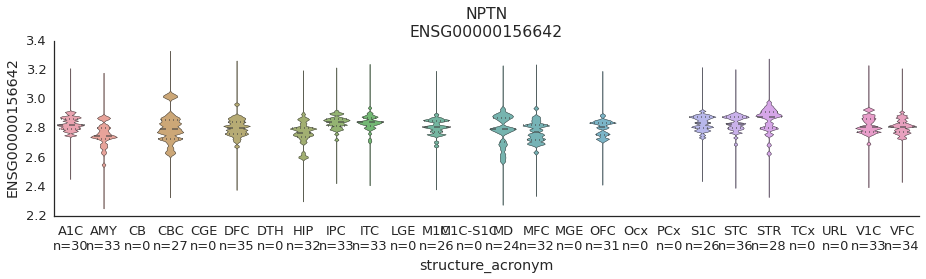 NPTN
ENSG00000156642
ENSG00000156642
3.4
3.2
3.0
2.8
2.6
2.4
2.2
A1C AMY CB CBC CGE DFC DTH HIP IPC ITC LGE M1C M1C-S1C MD MFC MGE OFC Ocx PCx S1C STC STR TCx URL V1C VFC
n=30 n=33 n=0 n=27 n=0 n=35 n=0 n=32 n=33 n=33 n=0 n=26 n=0 n=24 n=32 n=0 n=31 n=0 n=0 n=26 n=36 n=28 n=0 n=0 n=33 n=34
structure_acronym